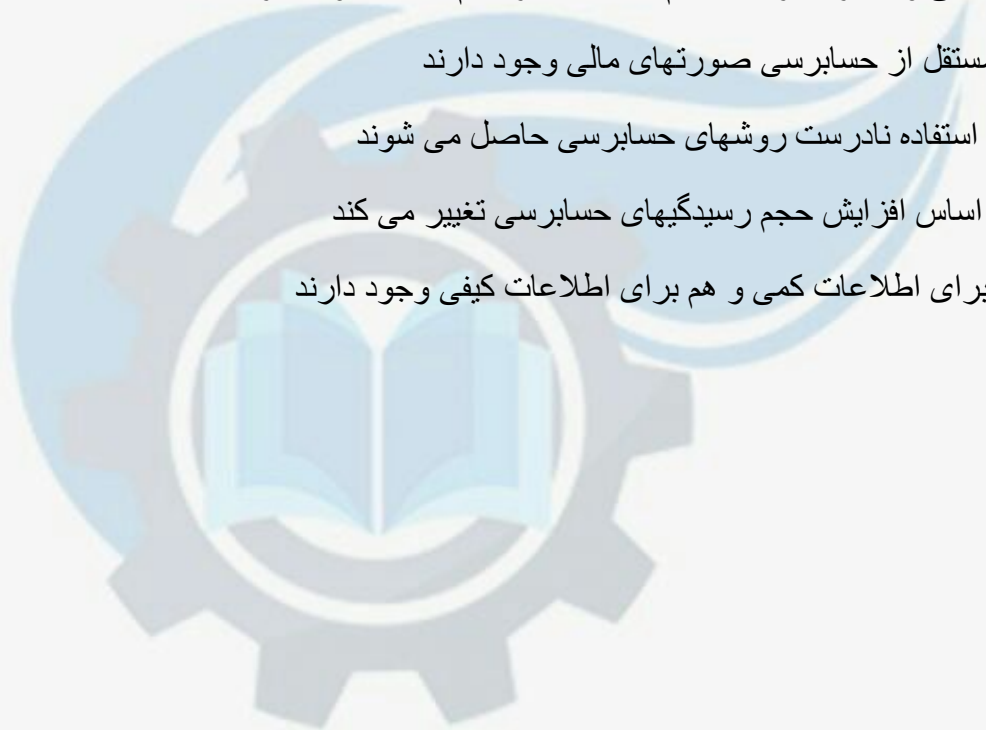 مستقل از حسابرسی صورتهای مالی وجود دارند
استفاده نادرست روشهای حسابرسی حاصل می شوند
اساس افزایش حجم رسیدگیهای حسابرسی تغییر می کند
برای اطلاعات کمی و هم برای اطلاعات کیفی وجود دارند